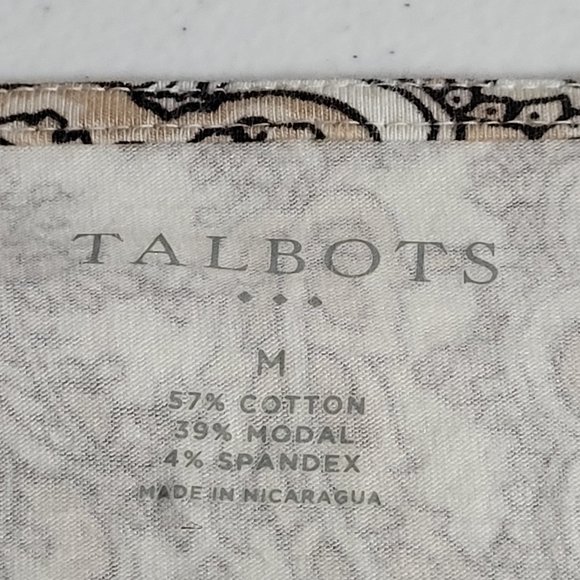 TALBOTS
M
57% COTTON
39% MODAL
4% SPANDEX
MADE IN NICARAGUA